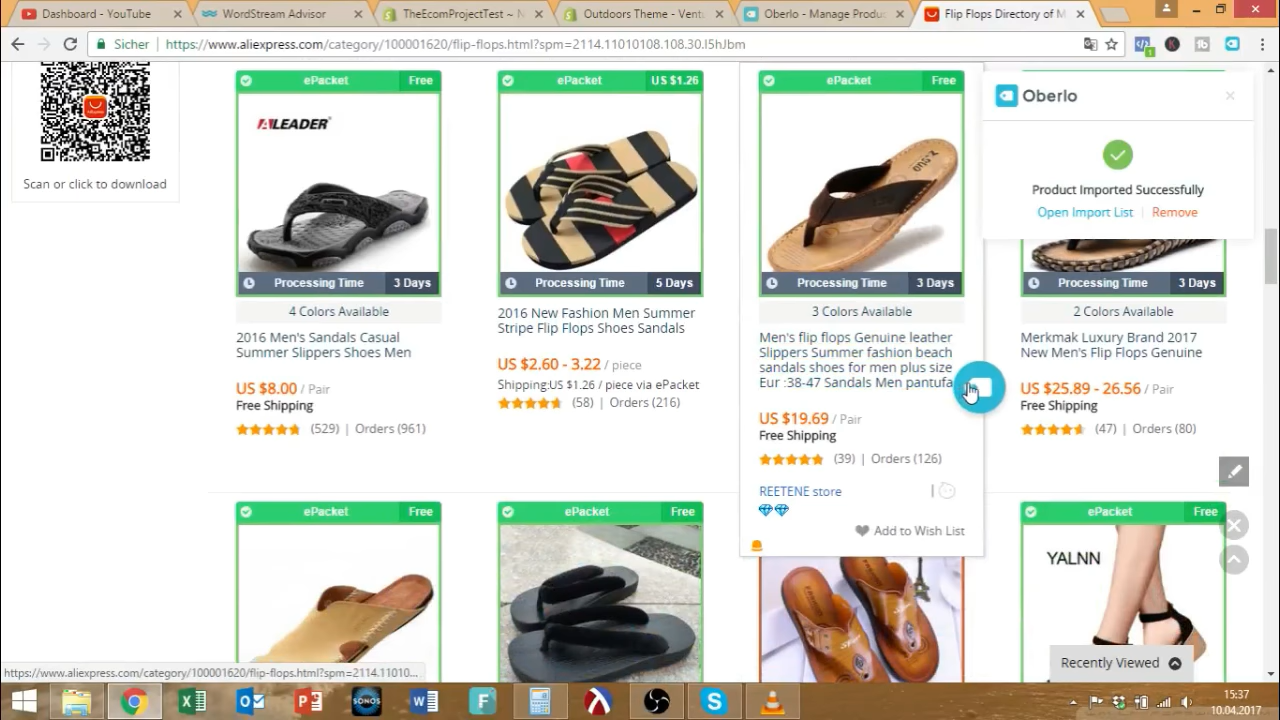 Dashboard - YouTube
WordStream Advisor
TheEcomProjectTest ~ N
Outdoors Theme - Vent
Oberlo - Manage Produc
Flip Flops Directory of M
Sicher
https://www.aliexpress.com/category/100001620/flip-flops.html?spm=2114.11010108.108.30.l5hJbm
Scan or click to download
ePacket Free
ALEADER
Processing Time 3 Days
4 Colors Available
2016 Men's Sandals Casual
Summer Slippers Shoes Men
US $8.00 / Pair
Free Shipping
(529) | Orders (961)
ePacket US $1.26
Processing Time 5 Days
2016 New Fashion Men Summer
Stripe Flip Flops Shoes Sandals
US $2.60 - 3.22 / piece
Shipping:US $1.26 / piece via ePacket
(58) | Orders (216)
ePacket Free
Processing Time 3 Days
3 Colors Available
Men's flip flops Genuine leather
Slippers Summer fashion beach
sandals shoes for men plus size
Eur :38-47 Sandals Men pantufa
US $19.69 / Pair
Free Shipping
(39) | Orders (126)
REETENE store
Add to Wish List
Oberlo
Product Imported Successfully
Open Import List | Remove
Processing Time 3 Days
2 Colors Available
Merkmak Luxury Brand 2017
New Men's Flip Flops Genuine
US $25.89 - 26.56 / Pair
Free Shipping
(47) | Orders (80)
ePacket Free
ePacket Free
ePacket Free
YALNN
Recently Viewed
https://www.aliexpress.com/category/100001620/flip-flops.html?spm=2114.11010...
SONOS
15:37
10.04.2017